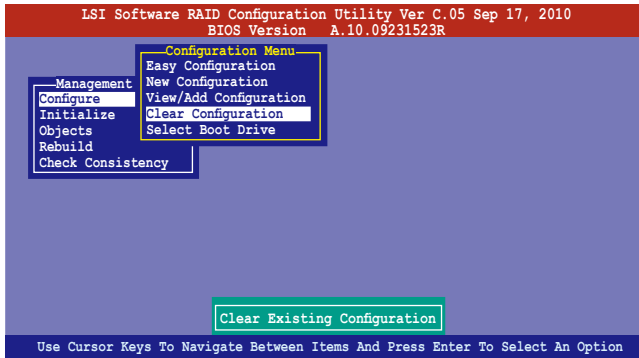 LSI Software RAID Configuration Utility Ver C.05 Sep 17, 2010
BIOS Version A.10.09231523R
Configuration Menu
Easy Configuration
New Configuration
View/Add Configuration
Clear Configuration
Select Boot Drive
Management
Configure
Initialize
Objects
Rebuild
Check Consistency
Clear Existing Configuration
Use Cursor Keys To Navigate Between Items And Press Enter To Select An Option